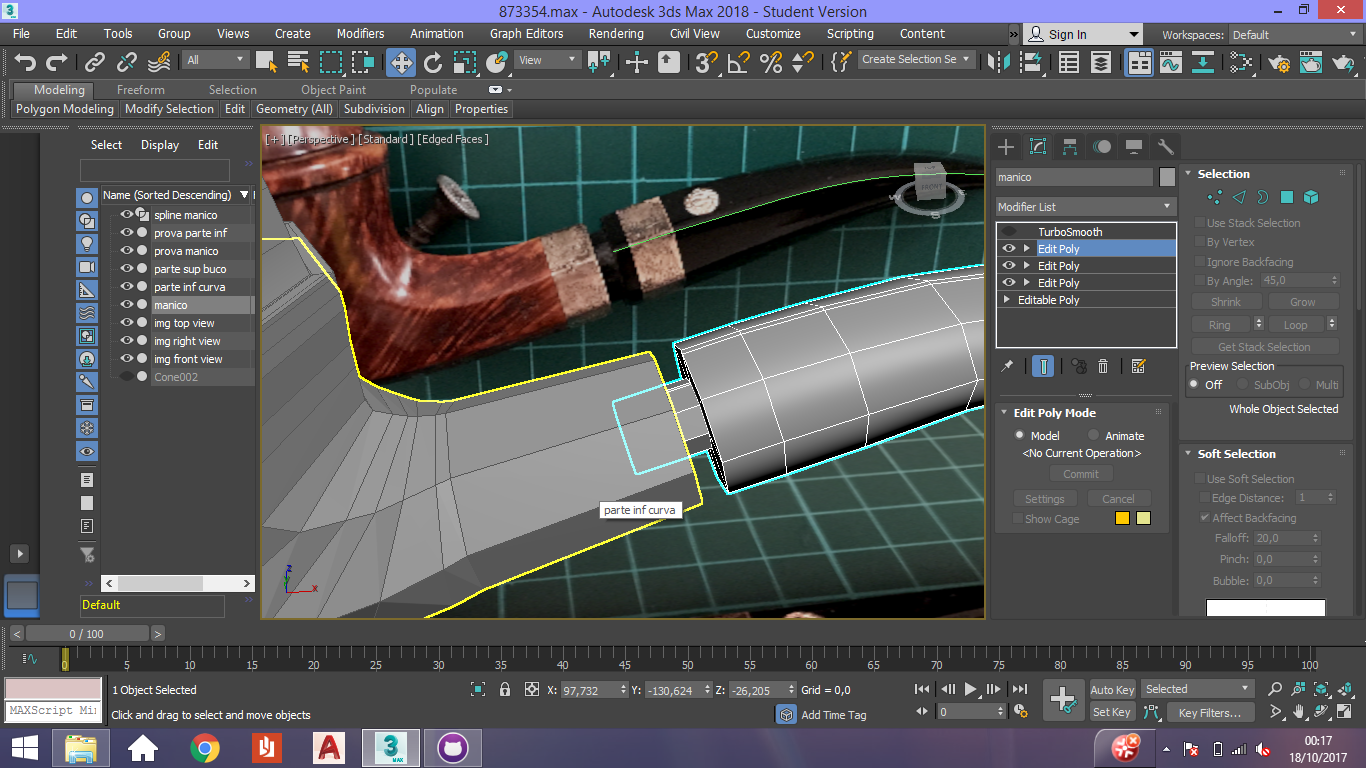 873354.max - Autodesk 3ds Max 2018 - Student Version
File Edit Tools Group Views Create Modifiers Animation Graph Editors Rendering Civil View Customize Scripting Content » Sign In Workspaces: Default
All View Create Selection Se
Modeling Freeform Selection Object Paint Populate
Polygon Modeling Modify Selection Edit Geometry (All) Subdivision Align Properties
Select Display Edit
Name (Sorted Descending)
spline manico
prova parte inf
prova manico
parte sup buco
parte inf curva
manico
img top view
img right view
img front view
Cone002
Default
[+] [Perspective] [Standard] [Edged Faces]
FRONT
W
S
parte inf curva
z
x
manico
Modifier List
TurboSmooth
Edit Poly
Edit Poly
Edit Poly
Editable Poly
Edit Poly Mode
Model Animate
<No Current Operation>
Commit
Settings Cancel
Show Cage
Selection
Use Stack Selection
By Vertex
Ignore Backfacing
By Angle: 45,0
Shrink Grow
Ring Loop
Get Stack Selection
Preview Selection
Off SubObj Multi
Whole Object Selected
Soft Selection
Use Soft Selection
Edge Distance: 1
Affect Backfacing
Falloff: 20,0
Pinch: 0,0
Bubble: 0,0
< 0 / 100 >
0 5 10 15 20 25 30 35 40 45 50 55 60 65 70 75 80 85 90 95 100
1 Object Selected X: 97,732 Y: -130,624 Z: -26,205 Grid = 0,0 Auto Key Selected
MAXScript Mi
Click and drag to select and move objects Add Time Tag 0 Set Key Key Filters...
3
MAX
00:17
18/10/2017